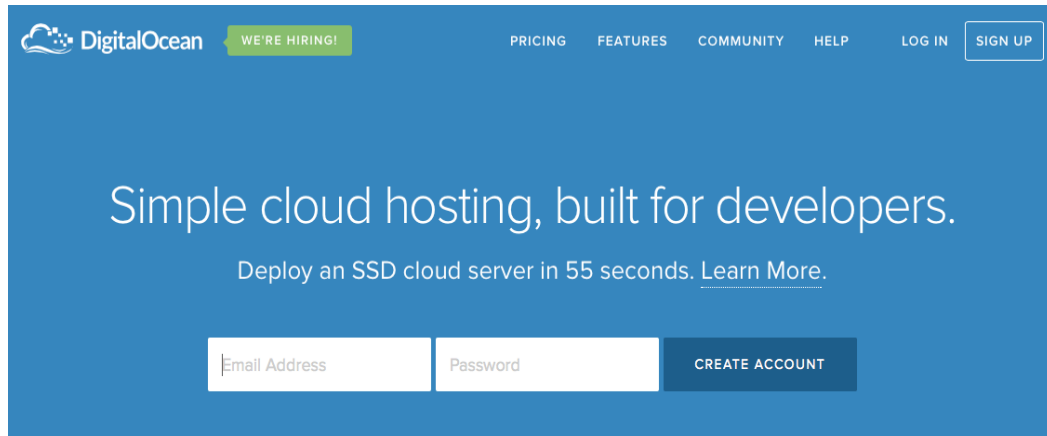 DigitalOcean WE'RE HIRING! PRICING FEATURES COMMUNITY HELP LOG IN SIGN UP
Simple cloud hosting, built for developers.
Deploy an SSD cloud server in 55 seconds. Learn More.
Email Address Password CREATE ACCOUNT